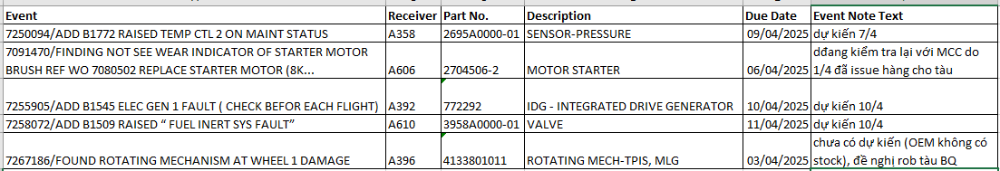 Event Receiver Part No. Description Due Date Event Note Text
7250094/ADD B1772 RAISED TEMP CTL 2 ON MAINT STATUS A358 2695A0000-01 SENSOR-PRESSURE 09/04/2025 dự kiến 7/4
7091470/FINDING NOT SEE WEAR INDICATOR OF STARTER MOTOR
BRUSH REF WO 7080502 REPLACE STARTER MOTOR (8K... A606 2704506-2 MOTOR STARTER 06/04/2025 dđang kiểm tra lại với MCC do
1/4 đã issue hàng cho tàu
7255905/ADD B1545 ELEC GEN 1 FAULT ( CHECK BEFOR EACH FLIGHT) A392 772292 IDG - INTEGRATED DRIVE GENERATOR 10/04/2025 dự kiến 10/4
7258072/ADD B1509 RAISED “ FUEL INERT SYS FAULT” A610 3958A0000-01 VALVE 11/04/2025 dự kiến 10/4
7267186/FOUND ROTATING MECHANISM AT WHEEL 1 DAMAGE A396 4133801011 ROTATING MECH-TPIS, MLG 03/04/2025 chưa có dự kiến (OEM không có
stock), đề nghị rob tàu BQ